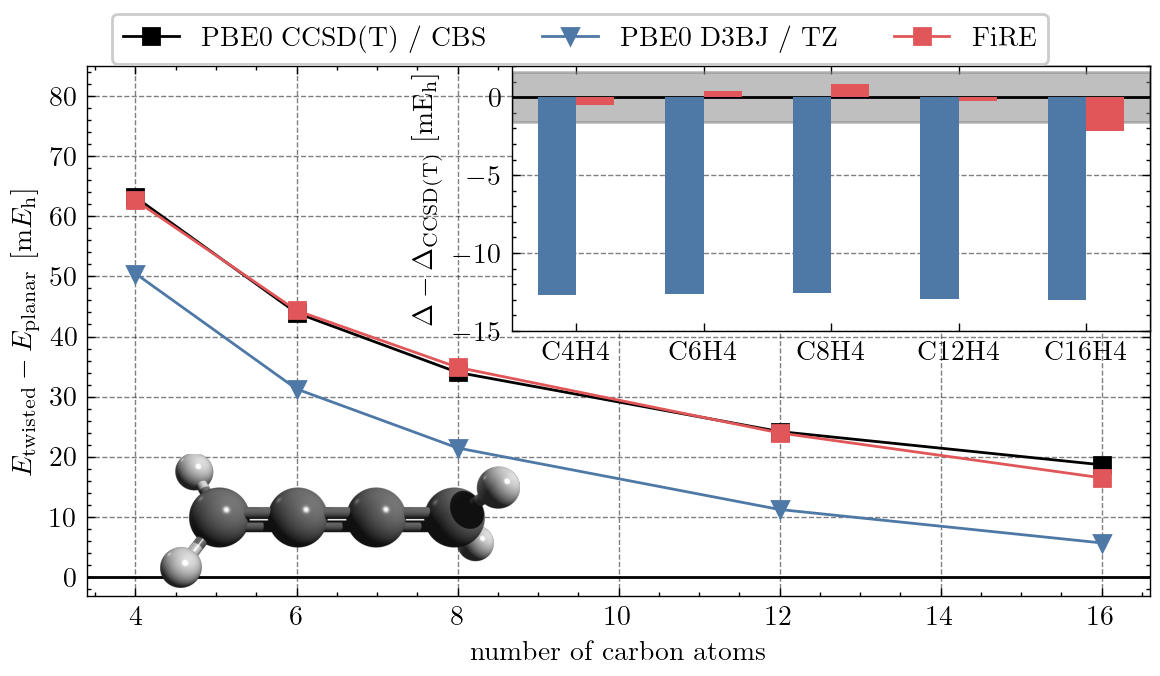 PBE0 CCSD(T) / CBS PBE0 D3BJ / TZ FiRE
E_twisted − E_planar [mE_h]
80
70
60
50
40
30
20
10
0
4 6 8 10 12 14 16
number of carbon atoms
Δ − Δ_CCSD(T) [mE_h]
0
−5
−10
−15
C4H4 C6H4 C8H4 C12H4 C16H4